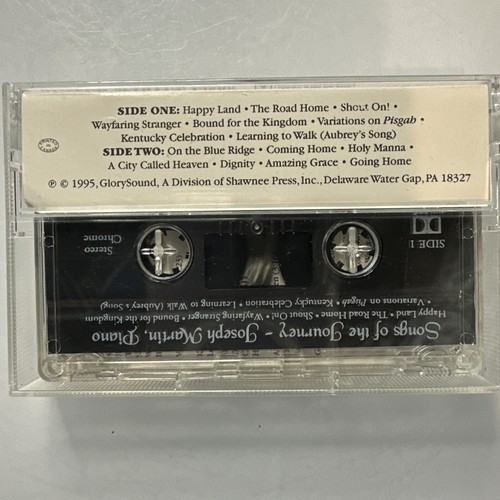 SIDE ONE: Happy Land • The Road Home • Shout On! •
Wayfaring Stranger • Bound for the Kingdom • Variations on Pisgah •
Kentucky Celebration • Learning to Walk (Aubrey's Song)
SIDE TWO: On the Blue Ridge • Coming Home • Holy Manna •
A City Called Heaven • Dignity • Amazing Grace • Going Home
℗ © 1995, GlorySound, A Division of Shawnee Press, Inc., Delaware Water Gap, PA 18327
Songs of the Journey – Joseph Martin, Piano
Happy Land • The Road Home • Shout On! • Wayfaring Stranger • Bound for the Kingdom
• Variations on Pisgah • Kentucky Celebration • Learning to Walk (Aubrey's Song)
SIDE 1
Stereo
Chrome